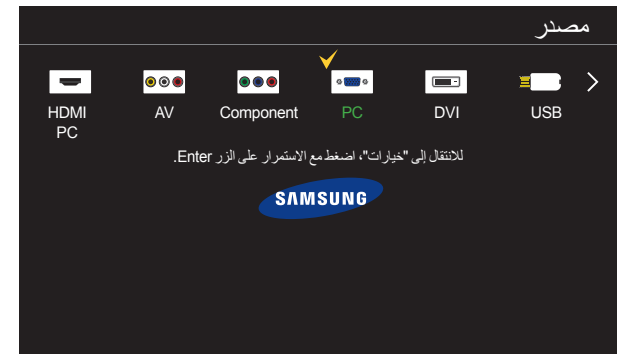 مصدر
HDMI PC
AV
Component
PC
DVI
USB
للانتقال إلى "خيارات"، اضغط مع الاستمرار على الزر Enter.
SAMSUNG